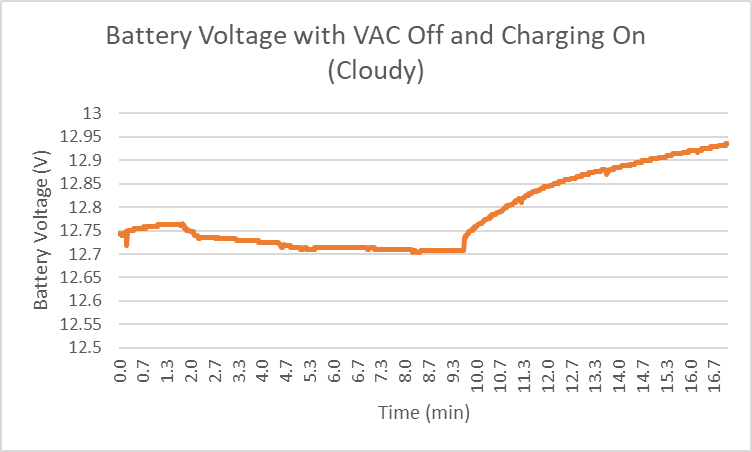 Battery Voltage with VAC Off and Charging On
(Cloudy)
13
12.95
12.9
12.85
12.8
12.75
12.7
12.65
12.6
12.55
12.5
Battery Voltage (V)
0.0 0.7 1.3 2.0 2.7 3.3 4.0 4.7 5.3 6.0 6.7 7.3 8.0 8.7 9.3 10.0 10.7 11.3 12.0 12.7 13.3 14.0 14.7 15.3 16.0 16.7
Time (min)